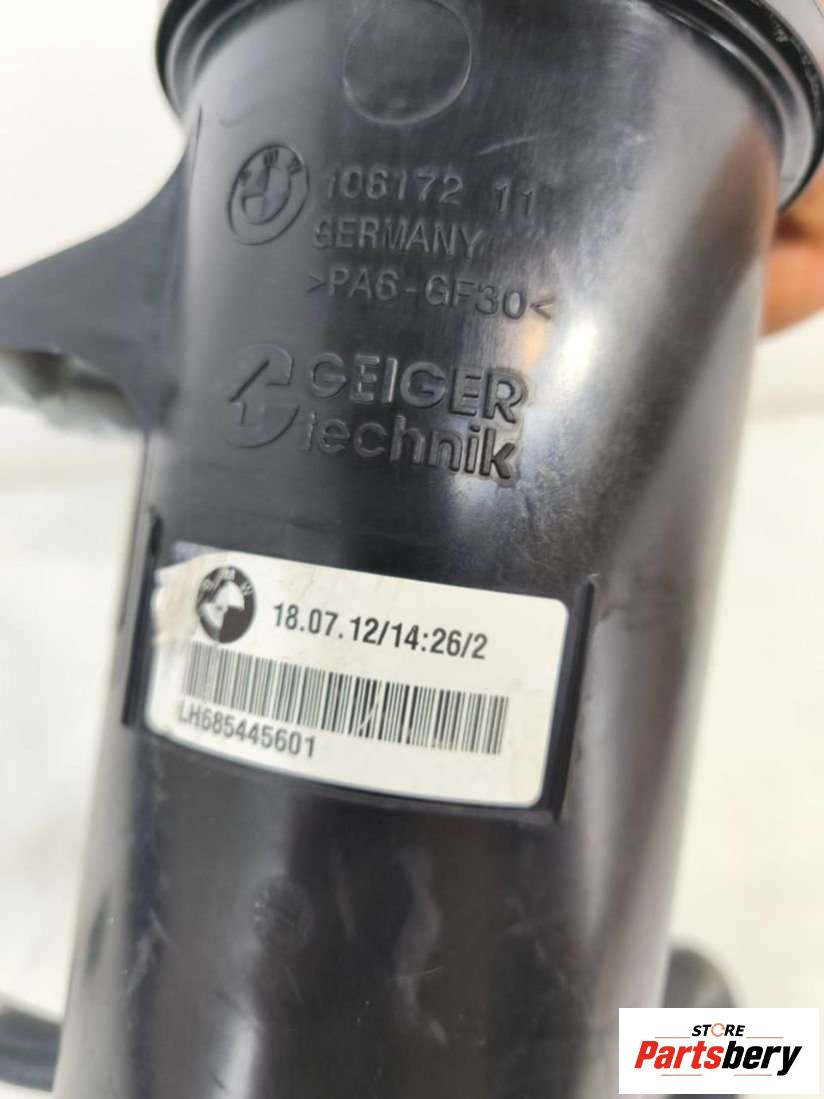 106172 11
GERMANY
>PA6-GF30<
GEIGER
technik
18.07.12/14:26/2
LH685445601
STORE
Partsbery